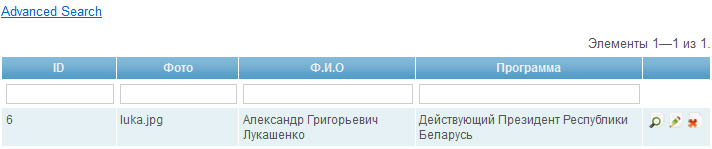 Advanced Search
Элементы 1—1 из 1.
ID Фото Ф.И.О Программа
6 luka.jpg Александр Григорьевич Лукашенко Действующий Президент Республики Беларусь